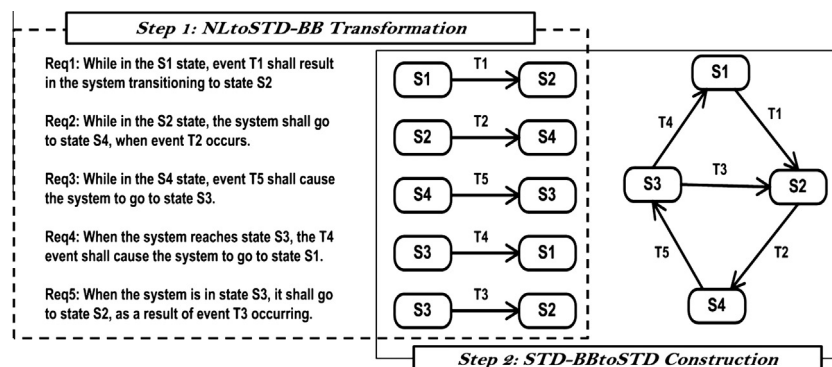 Step 1: NLtoSTD-BB Transformation
Req1: While in the S1 state, event T1 shall result
in the system transitioning to state S2
S1 T1 S2
Req2: While in the S2 state, the system shall go
to state S4, when event T2 occurs.
S2 T2 S4
Req3: While in the S4 state, event T5 shall cause
the system to go to state S3.
S4 T5 S3
Req4: When the system reaches state S3, the T4
event shall cause the system to go to state S1.
S3 T4 S1
Req5: When the system is in state S3, it shall go
to state S2, as a result of event T3 occurring.
S3 T3 S2
S1
T4 T1
S3 T3 S2
T5 T2
S4
Step 2: STD-BBtoSTD Construction